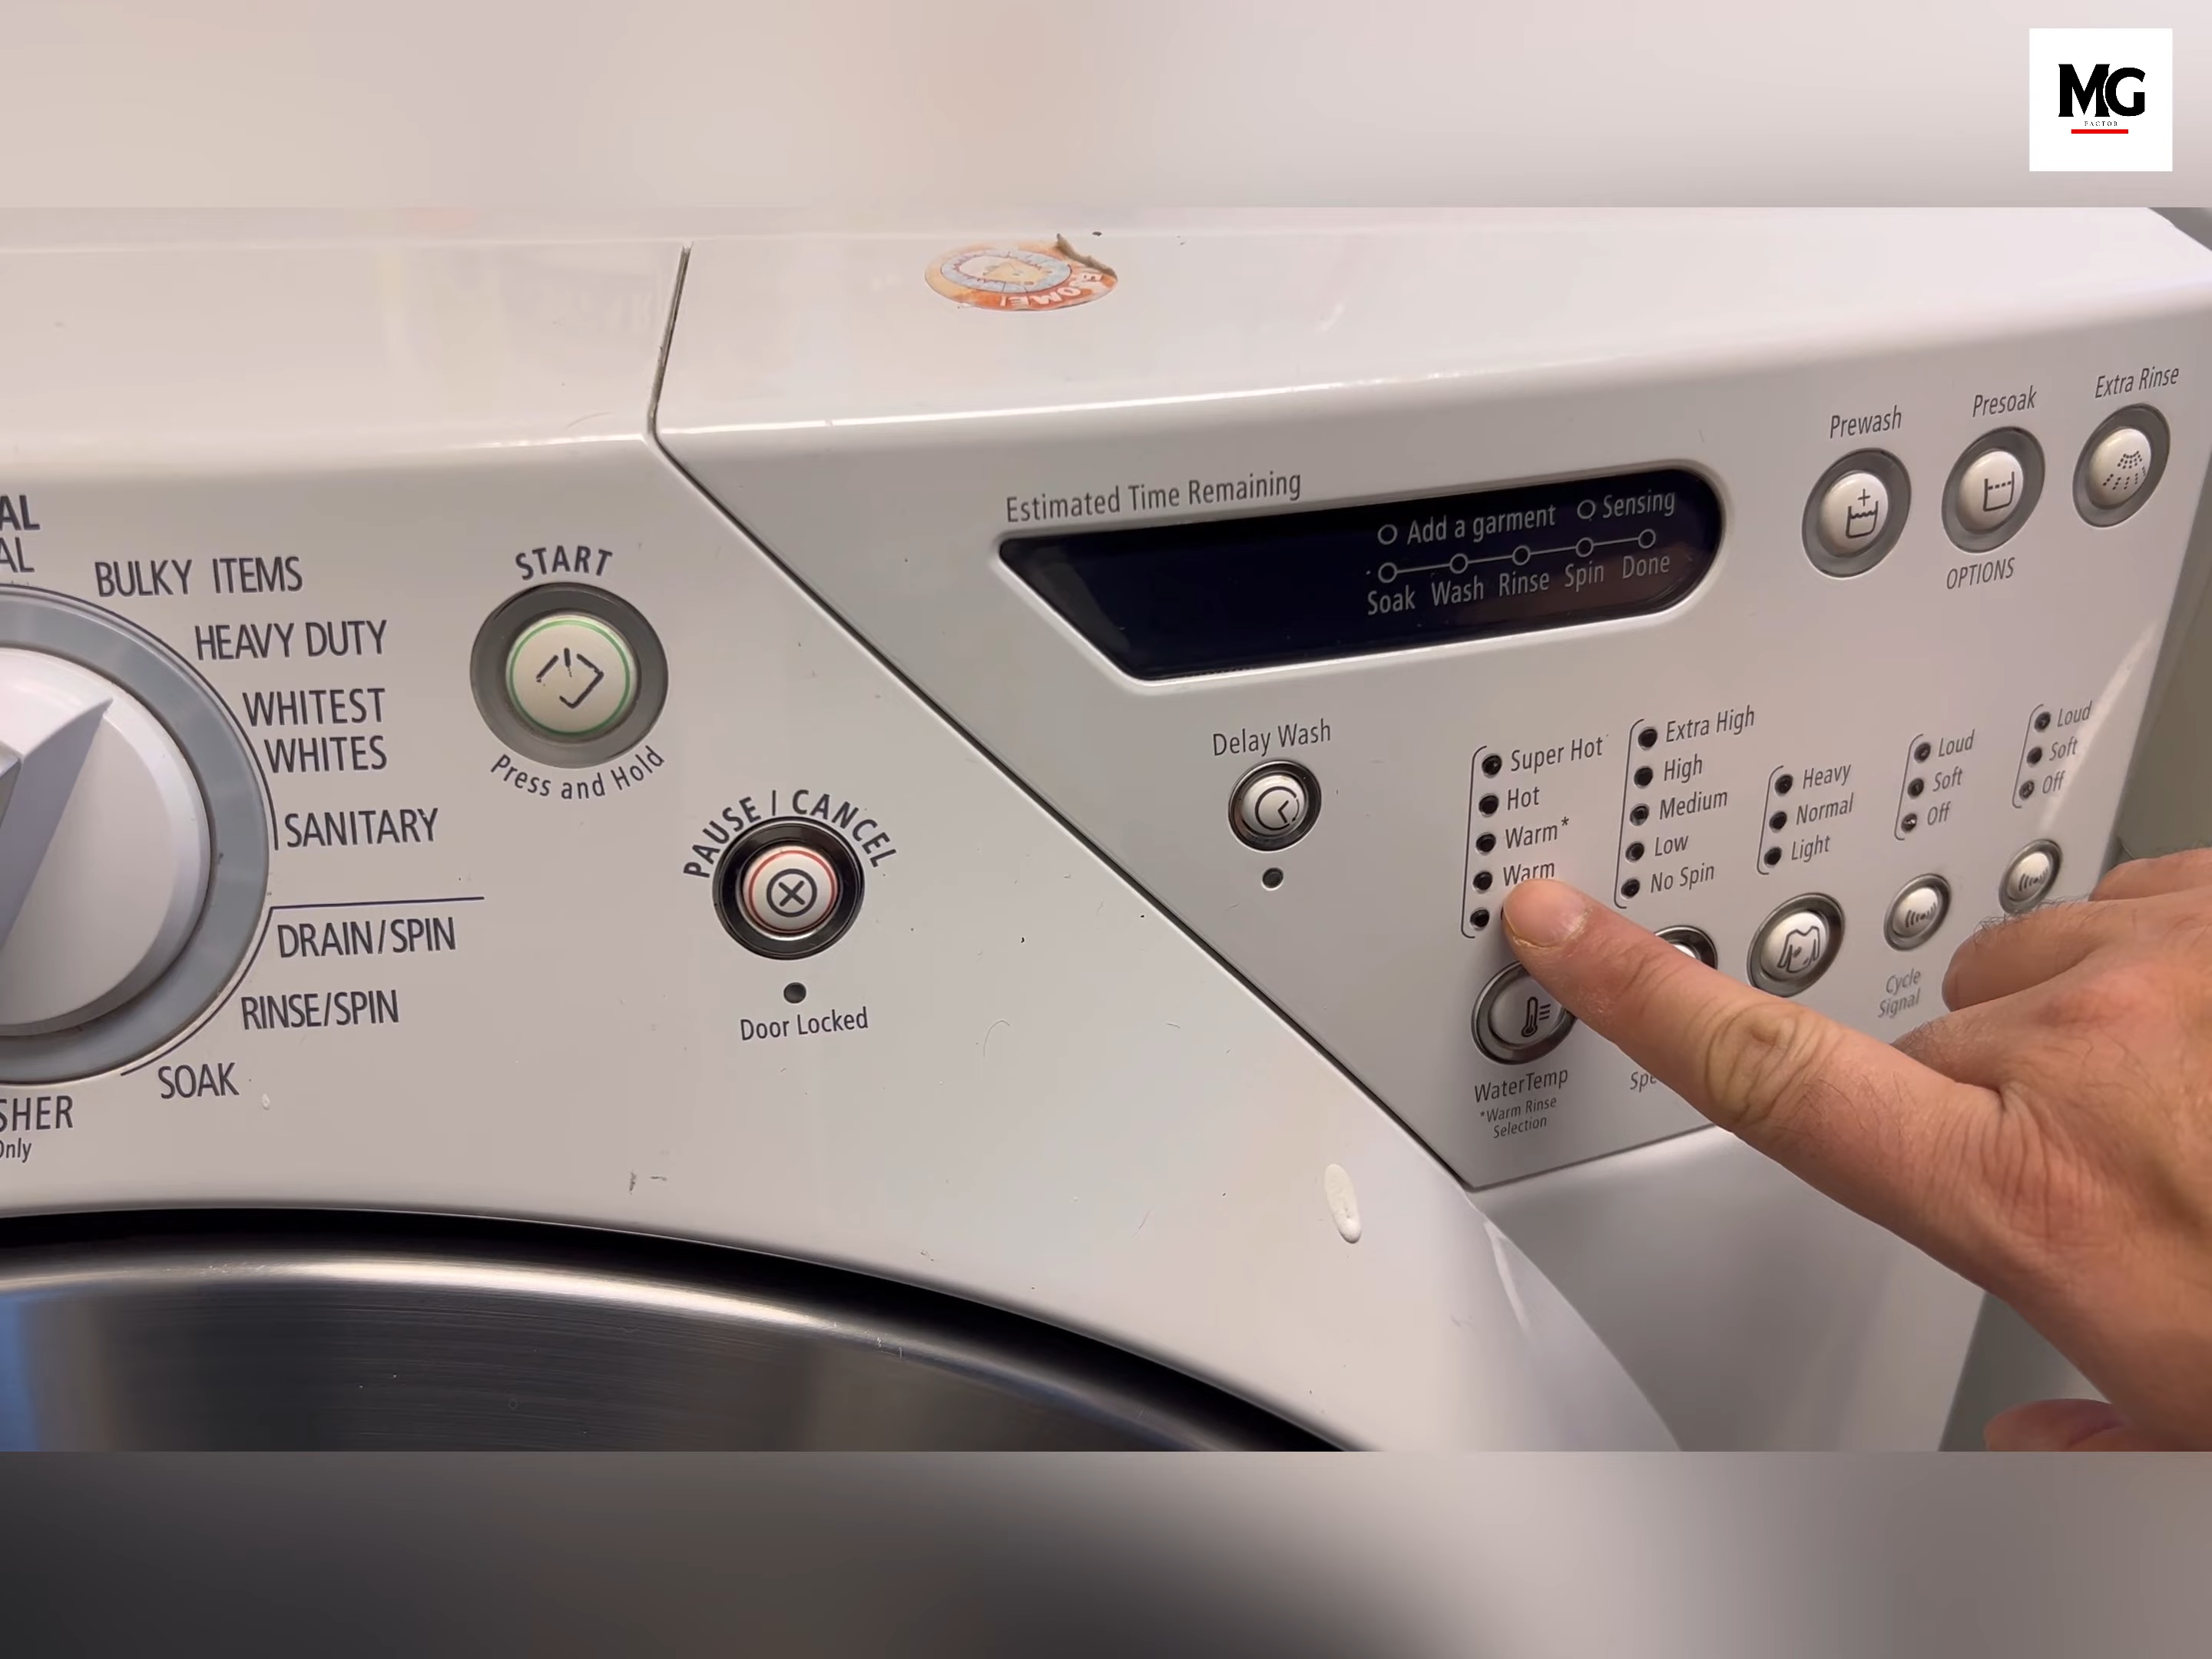 MG
FACTOR
SOME!
Extra Rinse
Presoak
Prewash
OPTIONS
Estimated Time Remaining
Add a garment
Sensing
Soak
Wash
Rinse
Spin
Done
AL
AL
BULKY ITEMS
HEAVY DUTY
WHITEST
WHITES
SANITARY
DRAIN/SPIN
RINSE/SPIN
SOAK
SHER
Only
START
Press and Hold
PAUSE / CANCEL
Door Locked
Delay Wash
Super Hot
Hot
Warm*
Warm
WaterTemp
*Warm Rinse
Selection
Extra High
High
Medium
Low
No Spin
Spe
Heavy
Normal
Light
Loud
Soft
Off
Cycle
Signal
Loud
Soft
Off